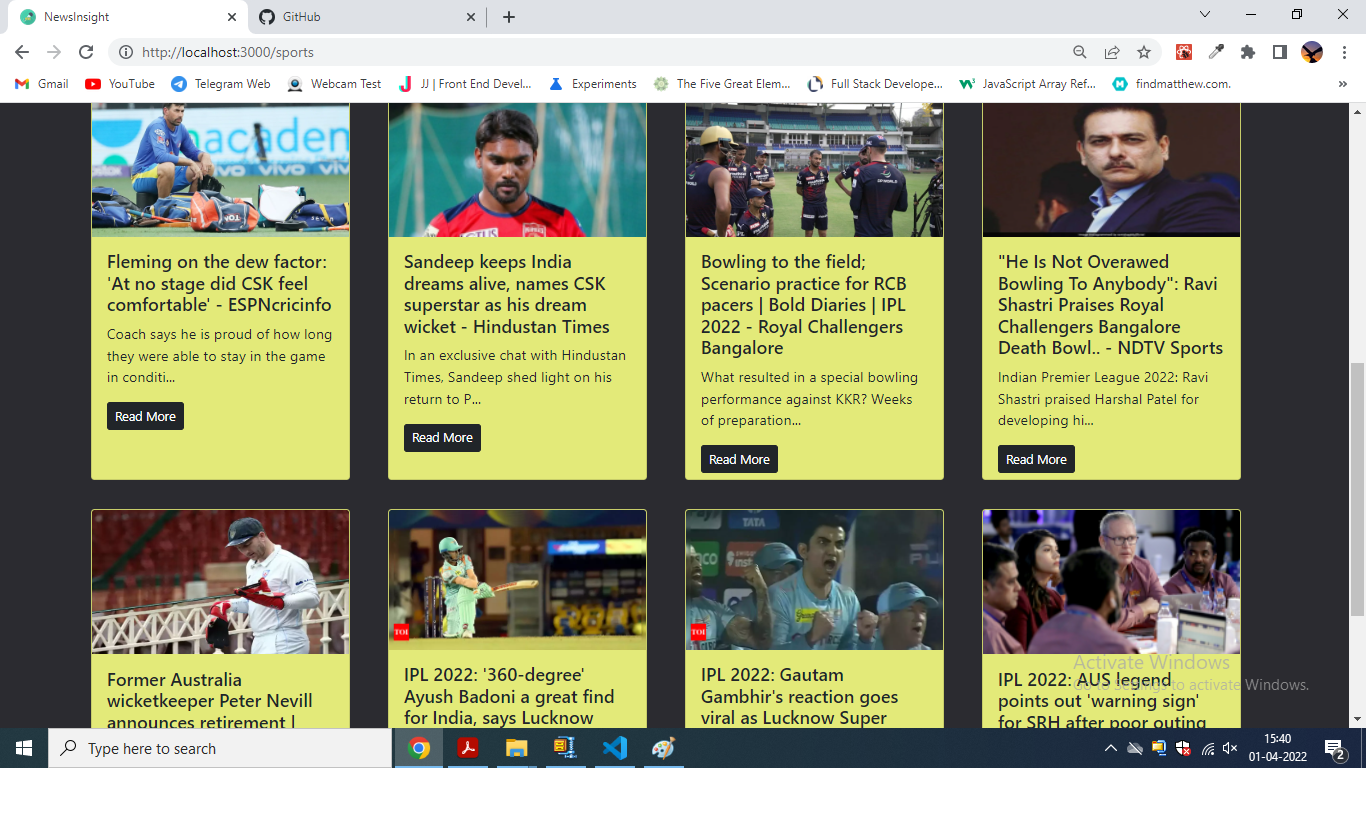 NewsInsight
GitHub
http://localhost:3000/sports
Gmail
YouTube
Telegram Web
Webcam Test
JJ | Front End Devel...
Experiments
The Five Great Elem...
Full Stack Develope...
JavaScript Array Ref...
findmatthew.com.
academ
Fleming on the dew factor:
'At no stage did CSK feel
comfortable' - ESPNcricinfo
Coach says he is proud of how long
they were able to stay in the game
in conditi...
Read More
Sandeep keeps India
dreams alive, names CSK
superstar as his dream
wicket - Hindustan Times
In an exclusive chat with Hindustan
Times, Sandeep shed light on his
return to P...
Read More
Bowling to the field;
Scenario practice for RCB
pacers | Bold Diaries | IPL
2022 - Royal Challengers
Bangalore
What resulted in a special bowling
performance against KKR? Weeks
of preparation...
Read More
"He Is Not Overawed
Bowling To Anybody": Ravi
Shastri Praises Royal
Challengers Bangalore
Death Bowl.. - NDTV Sports
Indian Premier League 2022: Ravi
Shastri praised Harshal Patel for
developing hi...
Read More
Former Australia
wicketkeeper Peter Nevill
announces retirement |
TOI
IPL 2022: '360-degree'
Ayush Badoni a great find
for India, says Lucknow
TATA
TOI
IPL 2022: Gautam
Gambhir's reaction goes
viral as Lucknow Super
IPL 2022: AUS legend
points out 'warning sign'
for SRH after poor outing
Activate Windows
Go to Settings to activate Windows.
Type here to search
15:40
01-04-2022
2